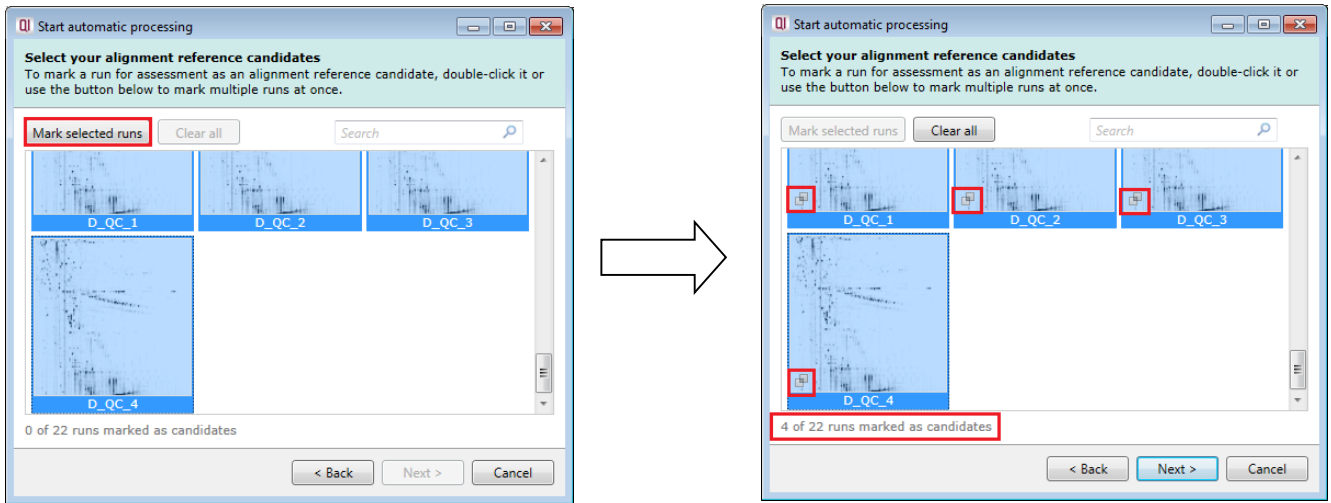 QI Start automatic processing
Select your alignment reference candidates
To mark a run for assessment as an alignment reference candidate, double-click it or
use the button below to mark multiple runs at once.
Mark selected runs Clear all Search
D_QC_1 D_QC_2 D_QC_3
D_QC_4
0 of 22 runs marked as candidates
< Back Next > Cancel
QI Start automatic processing
Select your alignment reference candidates
To mark a run for assessment as an alignment reference candidate, double-click it or
use the button below to mark multiple runs at once.
Mark selected runs Clear all Search
D_QC_1 D_QC_2 D_QC_3
D_QC_4
4 of 22 runs marked as candidates
< Back Next > Cancel